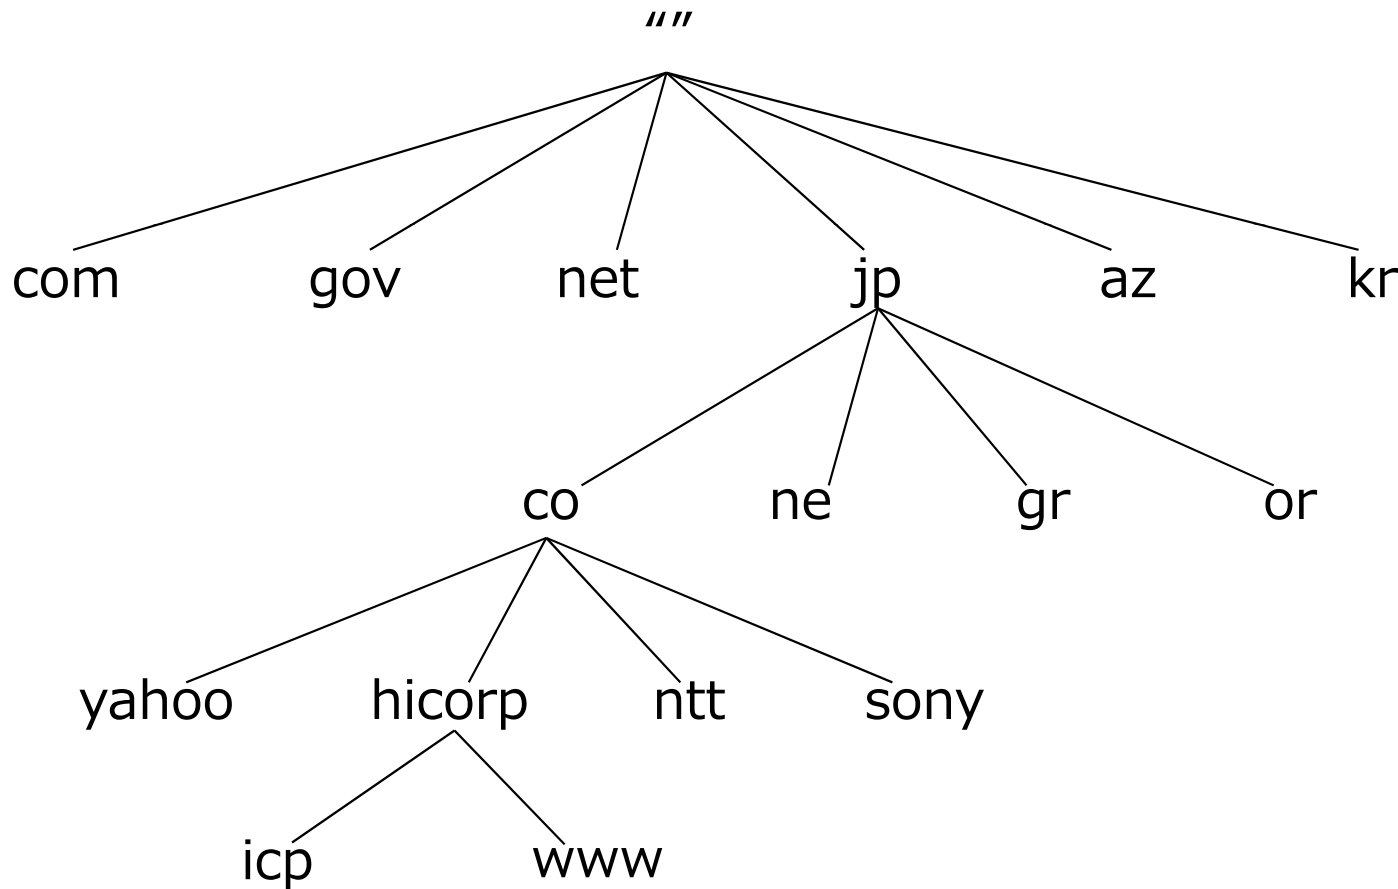 “”
com gov net jp az kr
co ne gr or
yahoo hicorp ntt sony
icp www